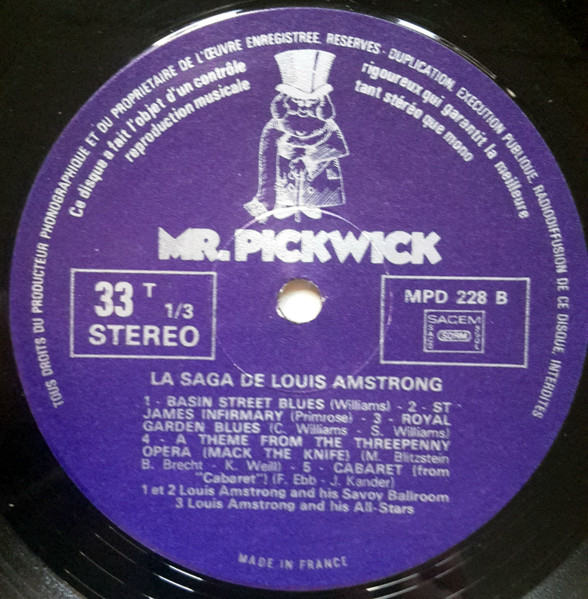 TOUS DROITS DU PRODUCTEUR PHONOGRAPHIQUE ET DU PROPRIETAIRE DE L'ŒUVRE ENREGISTREE, RESERVES - DUPLICATION, EXECUTION PUBLIQUE, RADIODIFFUSION DE CE DISQUE, INTERDITES
Ce disque a fait l'objet d'un contrôle rigoureux qui garantit la meilleure
reproduction musicale tant stéréo que mono
MR. PICKWICK
33 T 1/3
STEREO
MPD 228 B
SACEM
SDRM
LA SAGA DE LOUIS AMSTRONG
1 - BASIN STREET BLUES (Williams) - 2 - ST
JAMES INFIRMARY (Primrose) - 3 - ROYAL
GARDEN BLUES (C. Williams - S. Williams)
4 - A THEME FROM THE THREEPENNY
OPERA (MACK THE KNIFE) (M. Blitzstein
B. Brecht - K. Weill) - 5 - CABARET (from
"Cabaret") (F. Ebb - J. Kander)
1 et 2 Louis Amstrong and his Savoy Ballroom
3 Louis Amstrong and his All-Stars
MADE IN FRANCE